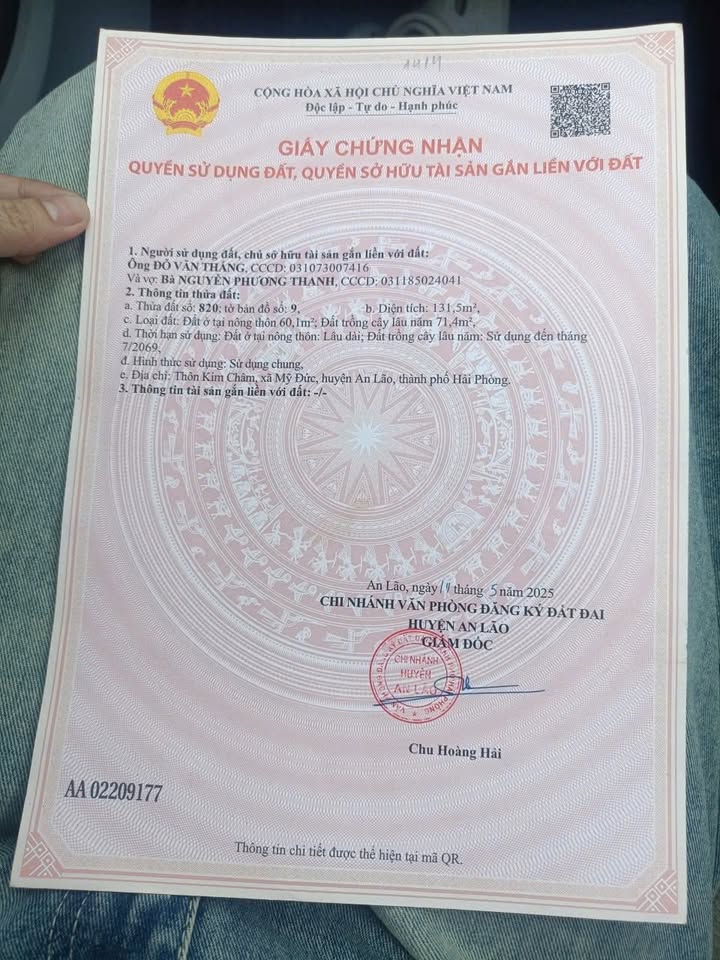 CỘNG HÒA XÃ HỘI CHỦ NGHĨA VIỆT NAM
Độc lập - Tự do - Hạnh phúc
GIẤY CHỨNG NHẬN
QUYỀN SỬ DỤNG ĐẤT, QUYỀN SỞ HỮU TÀI SẢN GẮN LIỀN VỚI ĐẤT
1. Người sử dụng đất, chủ sở hữu tài sản gắn liền với đất:
Ông ĐỖ VĂN THẮNG, CCCD: 031073007416
Và vợ: Bà NGUYỄN PHƯƠNG THANH, CCCD: 031185024041
2. Thông tin thửa đất:
a. Thửa đất số: 820; tờ bản đồ số: 9, b. Diện tích: 131,5m²,
c. Loại đất: Đất ở tại nông thôn 60,1m²; Đất trồng cây lâu năm 71,4m²,
d. Thời hạn sử dụng: Đất ở tại nông thôn: Lâu dài; Đất trồng cây lâu năm: Sử dụng đến tháng
7/2069,
đ. Hình thức sử dụng: Sử dụng chung,
e. Địa chỉ: Thôn Kim Châm, xã Mỹ Đức, huyện An Lão, thành phố Hải Phòng.
3. Thông tin tài sản gắn liền với đất: -/-
An Lão, ngày 14 tháng 5 năm 2025
CHI NHÁNH VĂN PHÒNG ĐĂNG KÝ ĐẤT ĐAI
HUYỆN AN LÃO
GIÁM ĐỐC
CHI NHÁNH
HUYỆN
AN LÃO
Chu Hoàng Hải
AA 02209177
Thông tin chi tiết được thể hiện tại mã QR.